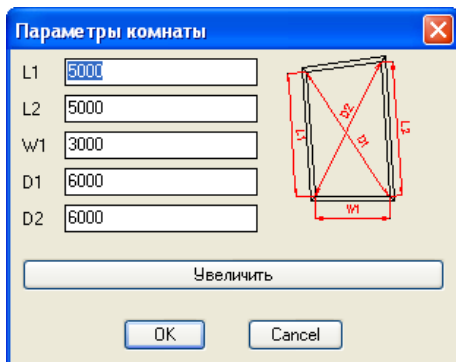 Параметры комнаты
L1 5000
L2 5000
W1 3000
D1 6000
D2 6000
L1
D2
D1
L2
W1
Увеличить
OK Cancel